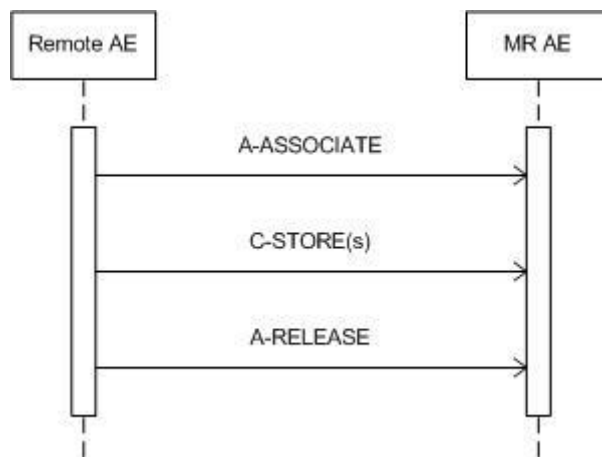 Remote AE
MR AE
A-ASSOCIATE
C-STORE(s)
A-RELEASE